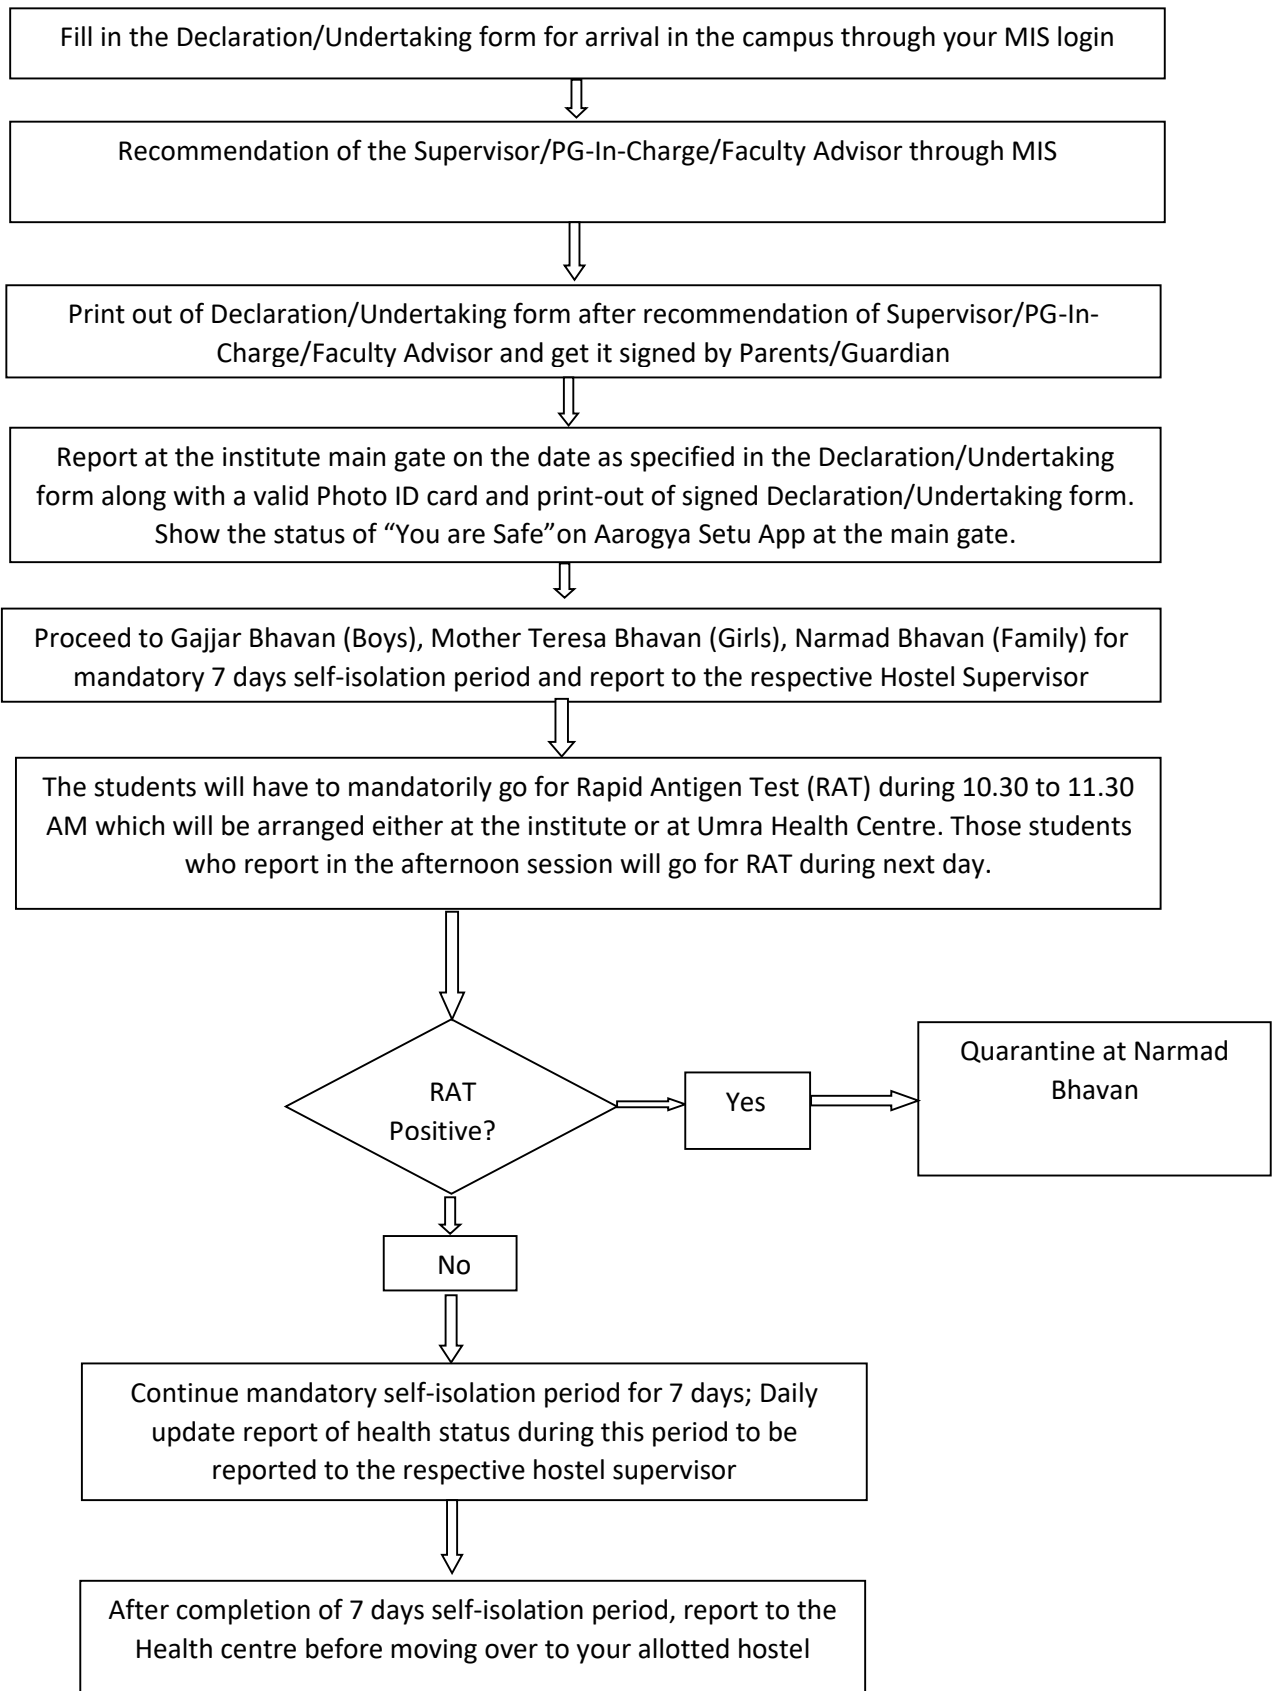 Fill in the Declaration/Undertaking form for arrival in the campus through your MIS login
Recommendation of the Supervisor/PG-In-Charge/Faculty Advisor through MIS
Print out of Declaration/Undertaking form after recommendation of Supervisor/PG-In-
Charge/Faculty Advisor and get it signed by Parents/Guardian
Report at the institute main gate on the date as specified in the Declaration/Undertaking
form along with a valid Photo ID card and print-out of signed Declaration/Undertaking form.
Show the status of “You are Safe”on Aarogya Setu App at the main gate.
Proceed to Gajjar Bhavan (Boys), Mother Teresa Bhavan (Girls), Narmad Bhavan (Family) for
mandatory 7 days self-isolation period and report to the respective Hostel Supervisor
The students will have to mandatorily go for Rapid Antigen Test (RAT) during 10.30 to 11.30
AM which will be arranged either at the institute or at Umra Health Centre. Those students
who report in the afternoon session will go for RAT during next day.
RAT
Positive?
Yes
Quarantine at Narmad
Bhavan
No
Continue mandatory self-isolation period for 7 days; Daily
update report of health status during this period to be
reported to the respective hostel supervisor
After completion of 7 days self-isolation period, report to the
Health centre before moving over to your allotted hostel